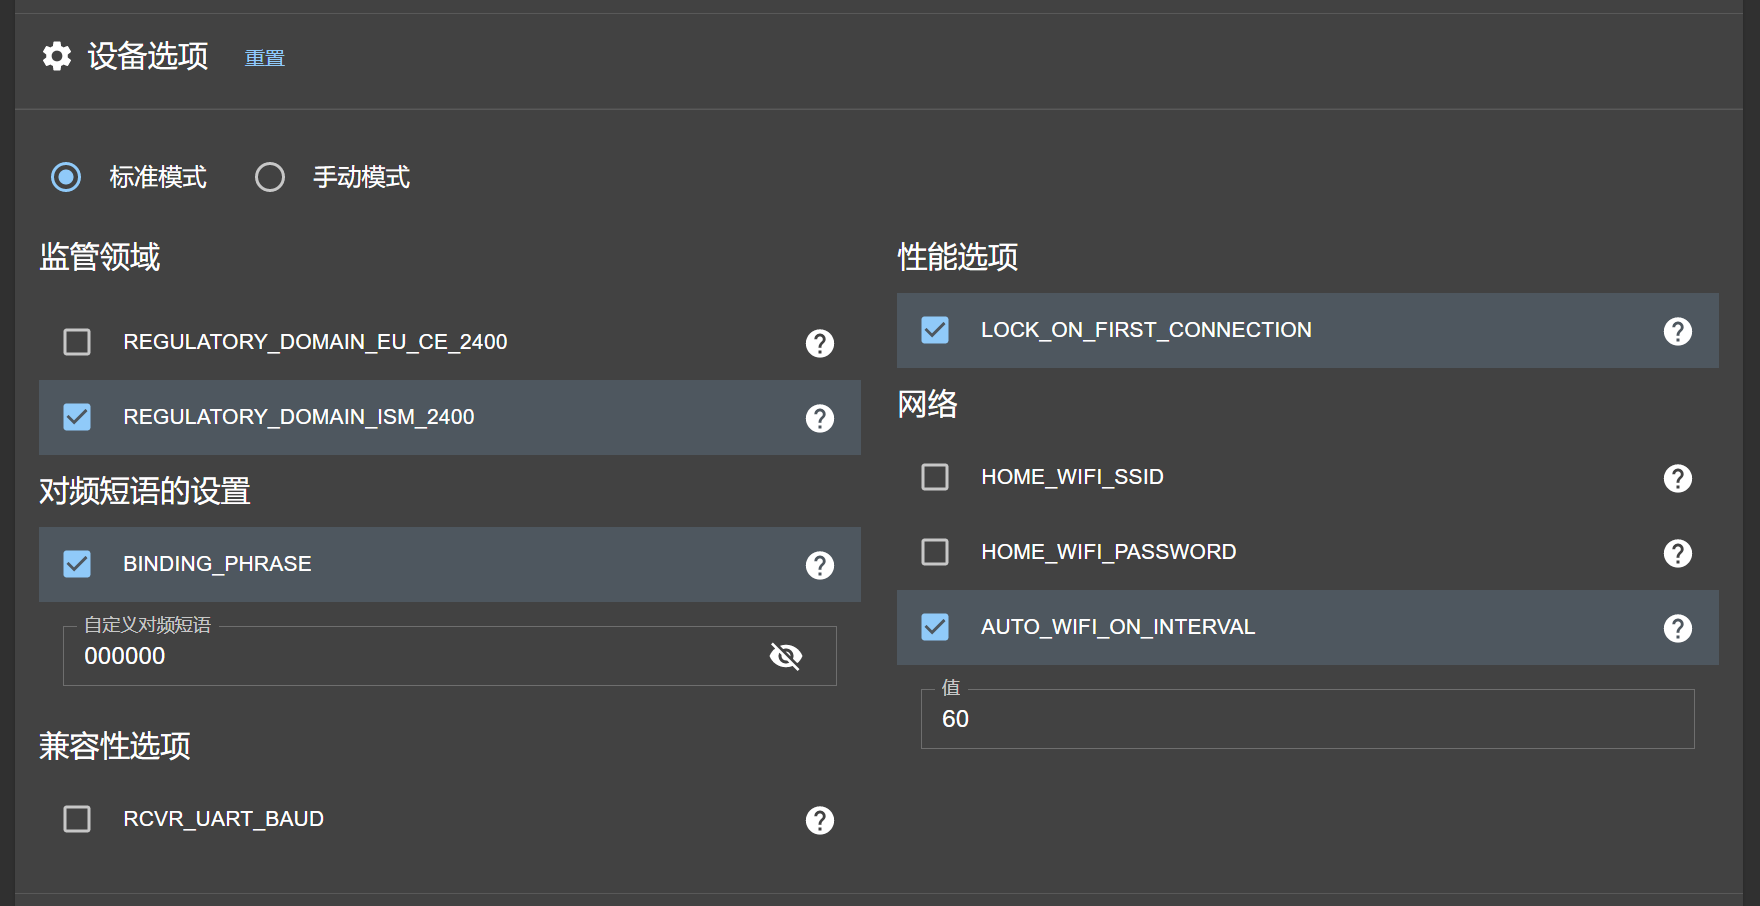 设备选项 重置
标准模式 手动模式
监管领域
REGULATORY_DOMAIN_EU_CE_2400
REGULATORY_DOMAIN_ISM_2400
对频短语的设置
BINDING_PHRASE
自定义对频短语
000000
兼容性选项
RCVR_UART_BAUD
性能选项
LOCK_ON_FIRST_CONNECTION
网络
HOME_WIFI_SSID
HOME_WIFI_PASSWORD
AUTO_WIFI_ON_INTERVAL
值
60